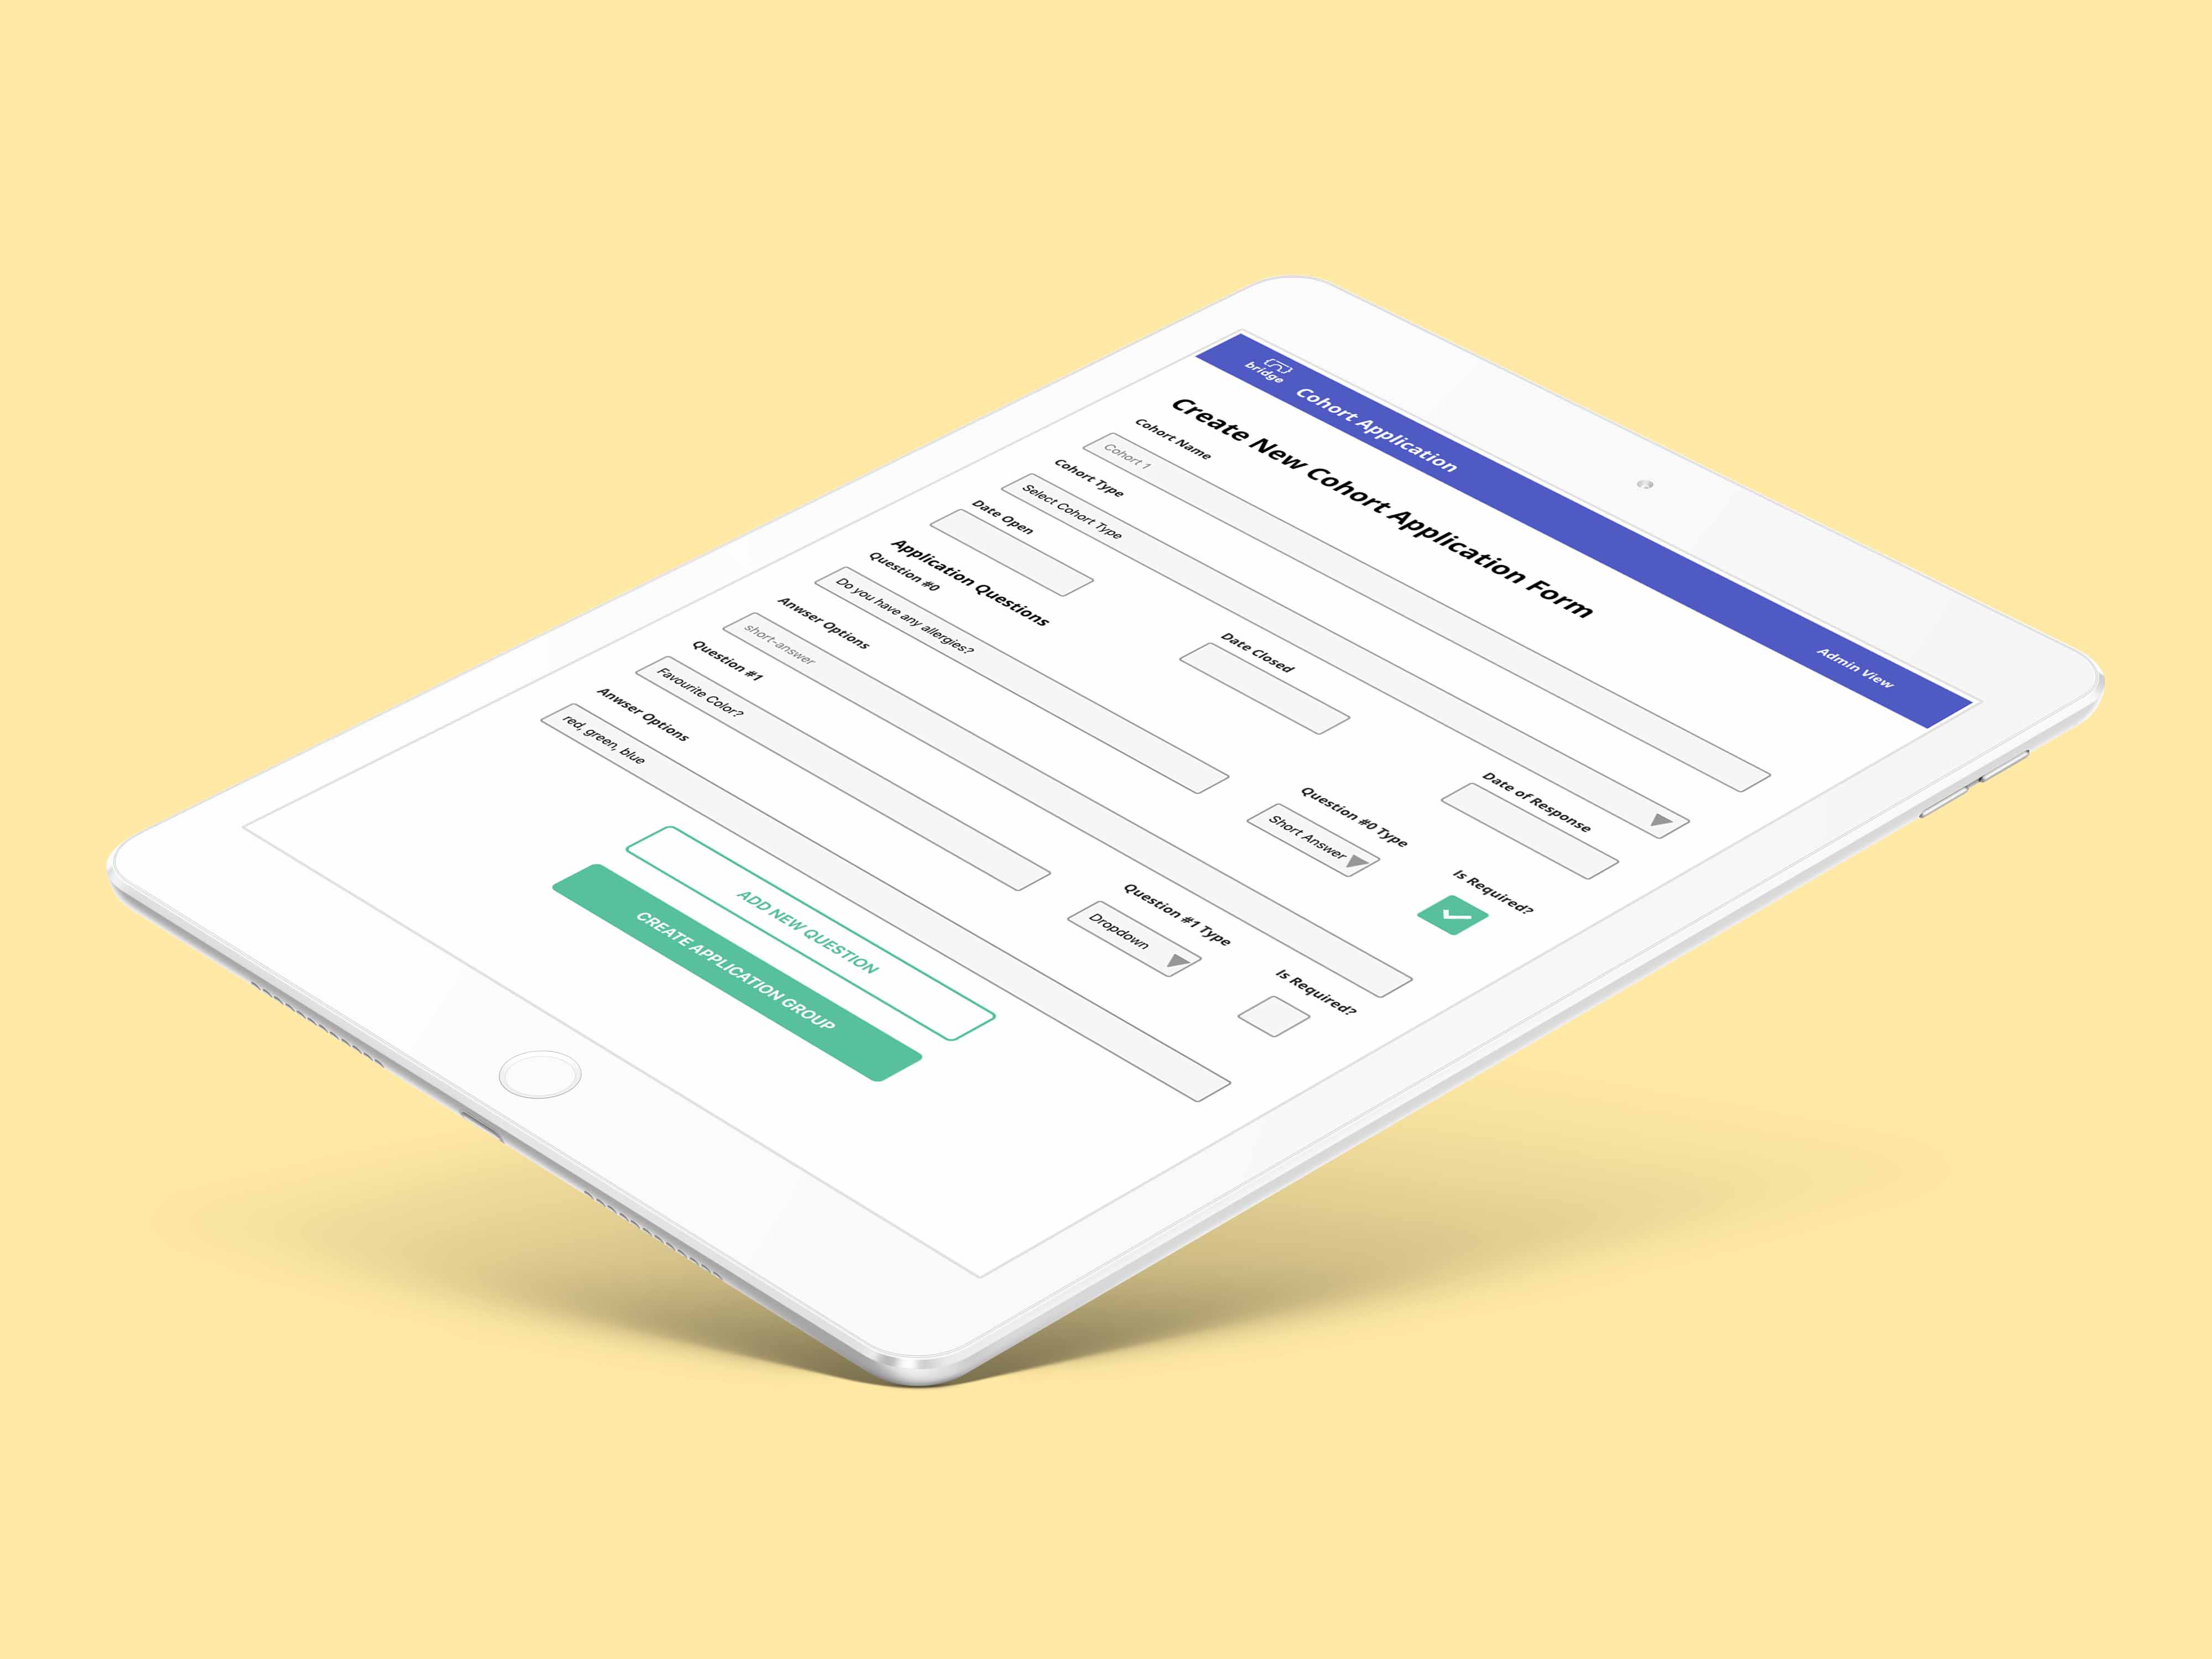 bridge
Cohort Application
Admin View
Create New Cohort Application Form
Cohort Name
Cohort 1
Cohort Type
Select Cohort Type
Date Open
Date Closed
Date of Response
Application Questions
Question #0
Question #0 Type
Is Required?
Do you have any allergies?
Short Answer
Anwser Options
short-answer
Question #1
Question #1 Type
Is Required?
Favourite Color?
Dropdown
Anwser Options
red, green, blue
ADD NEW QUESTION
CREATE APPLICATION GROUP